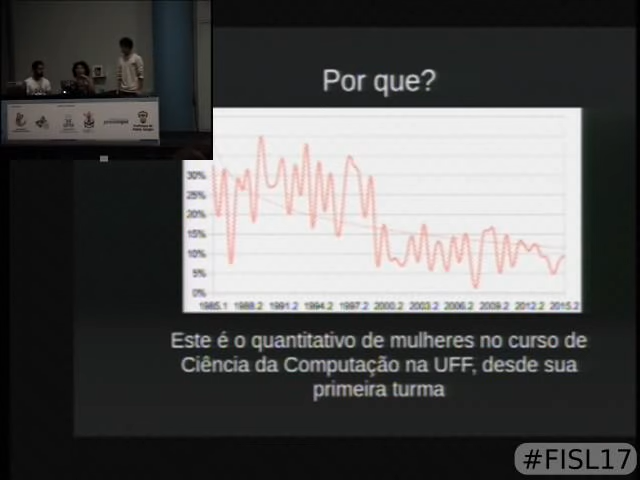 Por que?
30%
25%
20%
15%
10%
5%
0%
1985.1 1988.2 1991.2 1994.2 1997.2 2000.2 2003.2 2006.2 2009.2 2012.2 2015.2
Este é o quantitativo de mulheres no curso de
Ciência da Computação na UFF, desde sua
primeira turma
#FISL17